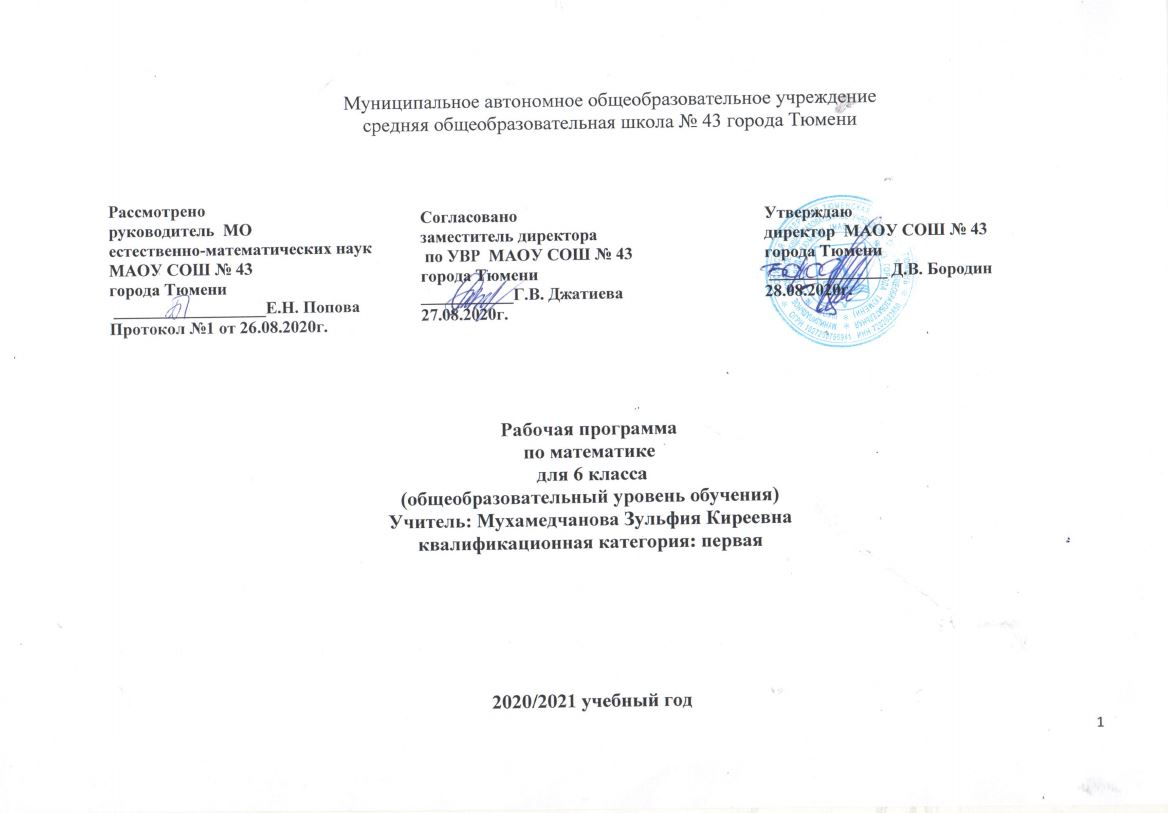 Муниципальное автономное общеобразовательное учреждение
средняя общеобразовательная школа № 43 города Тюмени
Рассмотрено
руководитель МО
естественно-математических наук
МАОУ СОШ № 43
города Тюмени
___________________Е.Н. Попова
Протокол №1 от 26.08.2020г.
Согласовано
заместитель директора
по УВР МАОУ СОШ № 43
города Тюмени
____________Г.В. Джатиева
27.08.2020г.
Утверждаю
директор МАОУ СОШ № 43
города Тюмени
_______________ Д.В. Бородин
28.08.2020г.
Рабочая программа
по математике
для 6 класса
(общеобразовательный уровень обучения)
Учитель: Мухамедчанова Зульфия Киреевна
квалификационная категория: первая
2020/2021 учебный год
1